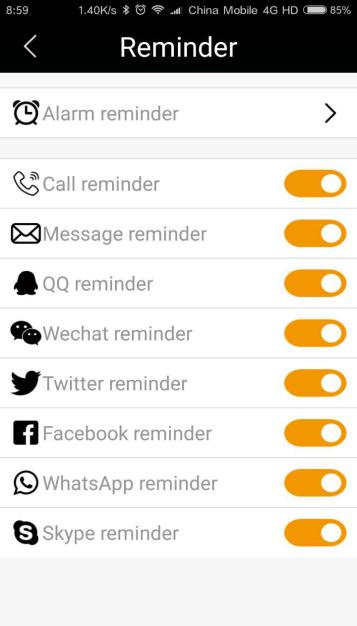 8:59 1.40K/s China Mobile 4G HD 85%
Reminder
Alarm reminder
Call reminder
Message reminder
QQ reminder
Wechat reminder
Twitter reminder
Facebook reminder
WhatsApp reminder
Skype reminder